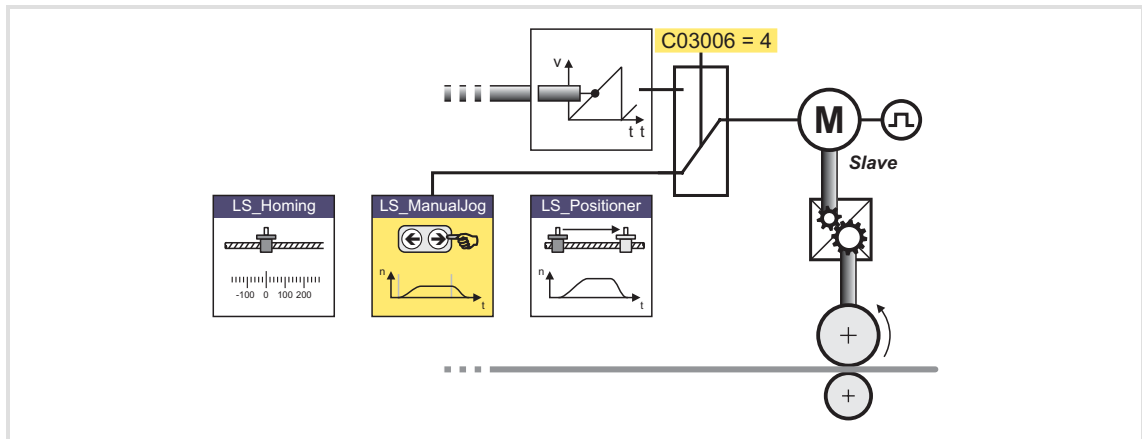 C03006 = 4
v
t t
M
Slave
LS_Homing
-100 0 100 200
LS_ManualJog
n
t
LS_Positioner
n
t